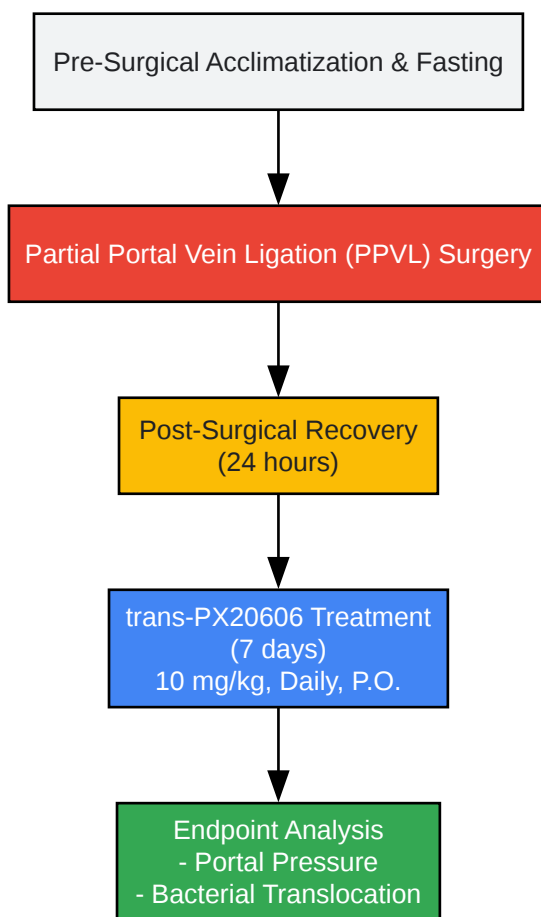 Pre-Surgical Acclimatization & Fasting
Partial Portal Vein Ligation (PPVL) Surgery
Post-Surgical Recovery
(24 hours)
trans-PX20606 Treatment
(7 days)
10 mg/kg, Daily, P.O.
Endpoint Analysis
- Portal Pressure
- Bacterial Translocation